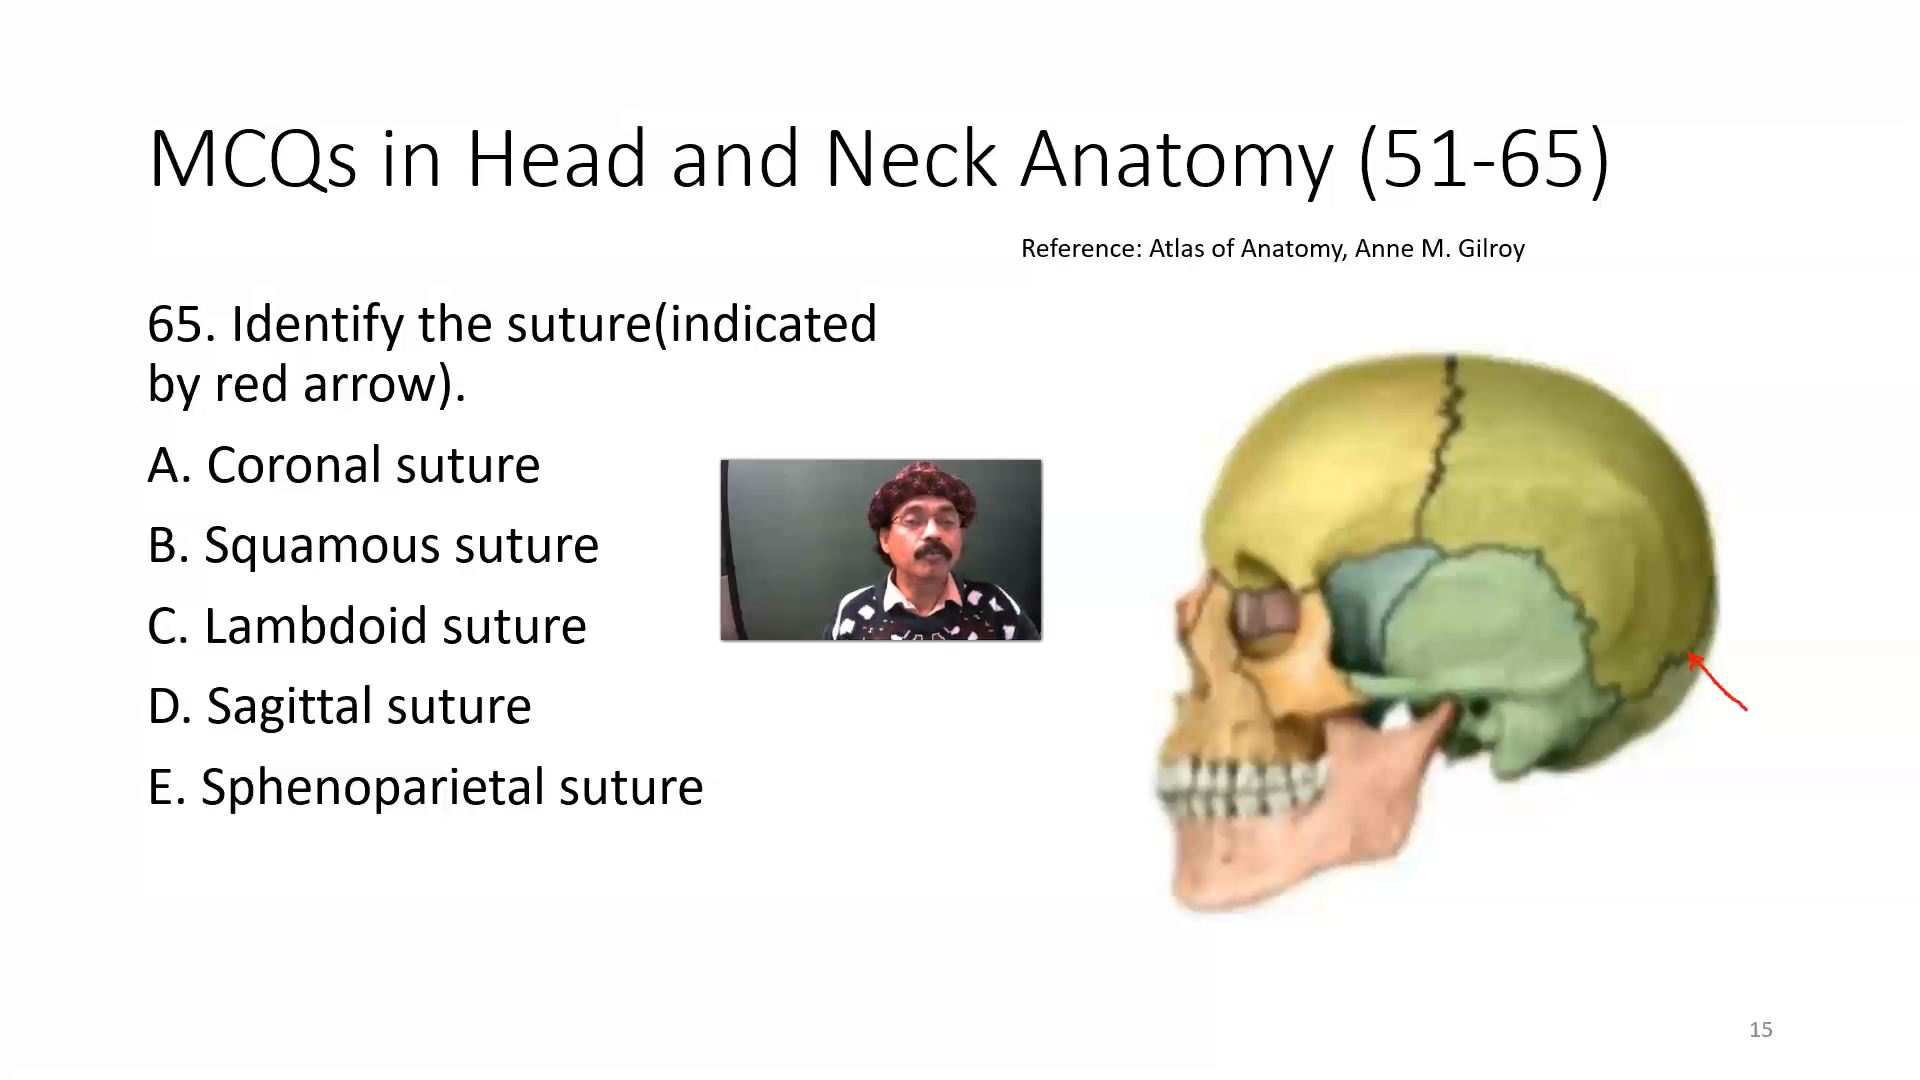 MCQs in Head and Neck Anatomy (51-65)
Reference: Atlas of Anatomy, Anne M. Gilroy
65. Identify the suture(indicated
by red arrow).
A. Coronal suture
B. Squamous suture
C. Lambdoid suture
D. Sagittal suture
E. Sphenoparietal suture
15